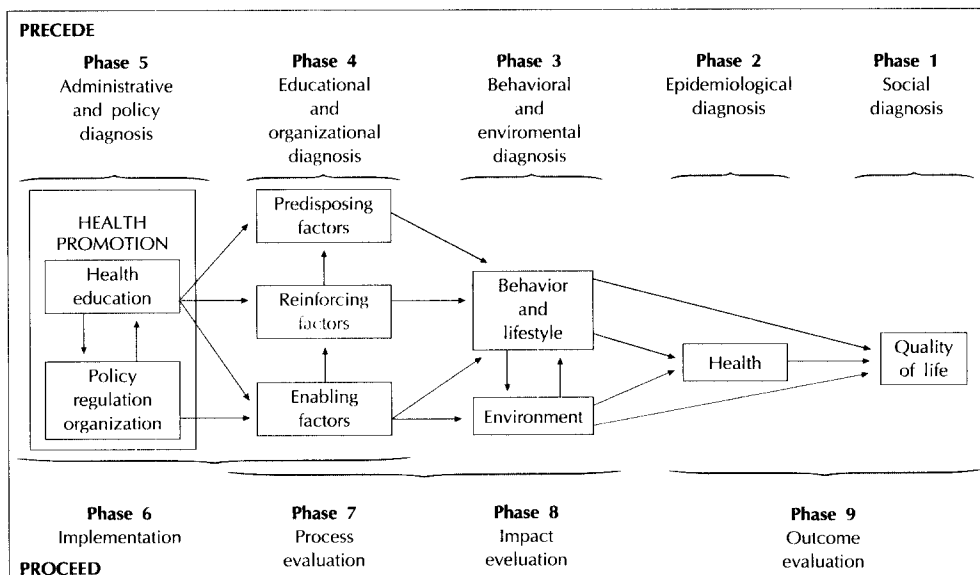 PRECEDE
Phase 5
Administrative
and policy
diagnosis
Phase 4
Educational and
organizational
diagnosis
Phase 3
Behavioral and
enviromental diagnosis
Phase 2
Epidemiological
diagnosis
Phase 1
Social
diagnosis
HEALTH
PROMOTION
Health
education
Policy
regulation
organization
Predisposing
factors
Reinforcing
factors
Enabling
factors
Behavior
and
lifestyle
Environment
Health
Quality
of life
Phase 6
Implementation
Phase 7
Process
evaluation
Phase 8
Impact
eveluation
Phase 9
Outcome
evaluation
PROCEED